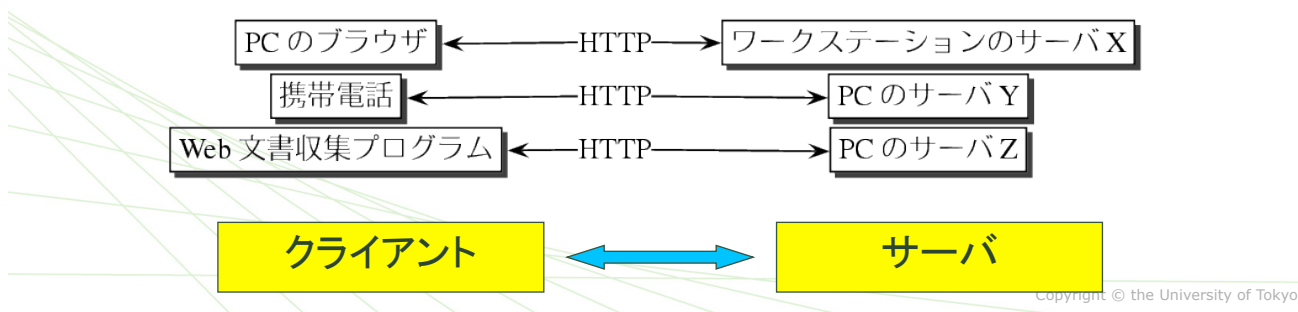 PC のブラウザ HTTP ワークステーションのサーバ X
携帯電話 HTTP PC のサーバ Y
Web 文書収集プログラム HTTP PC のサーバ Z
クライアント サーバ
Copyright © the University of Tokyo